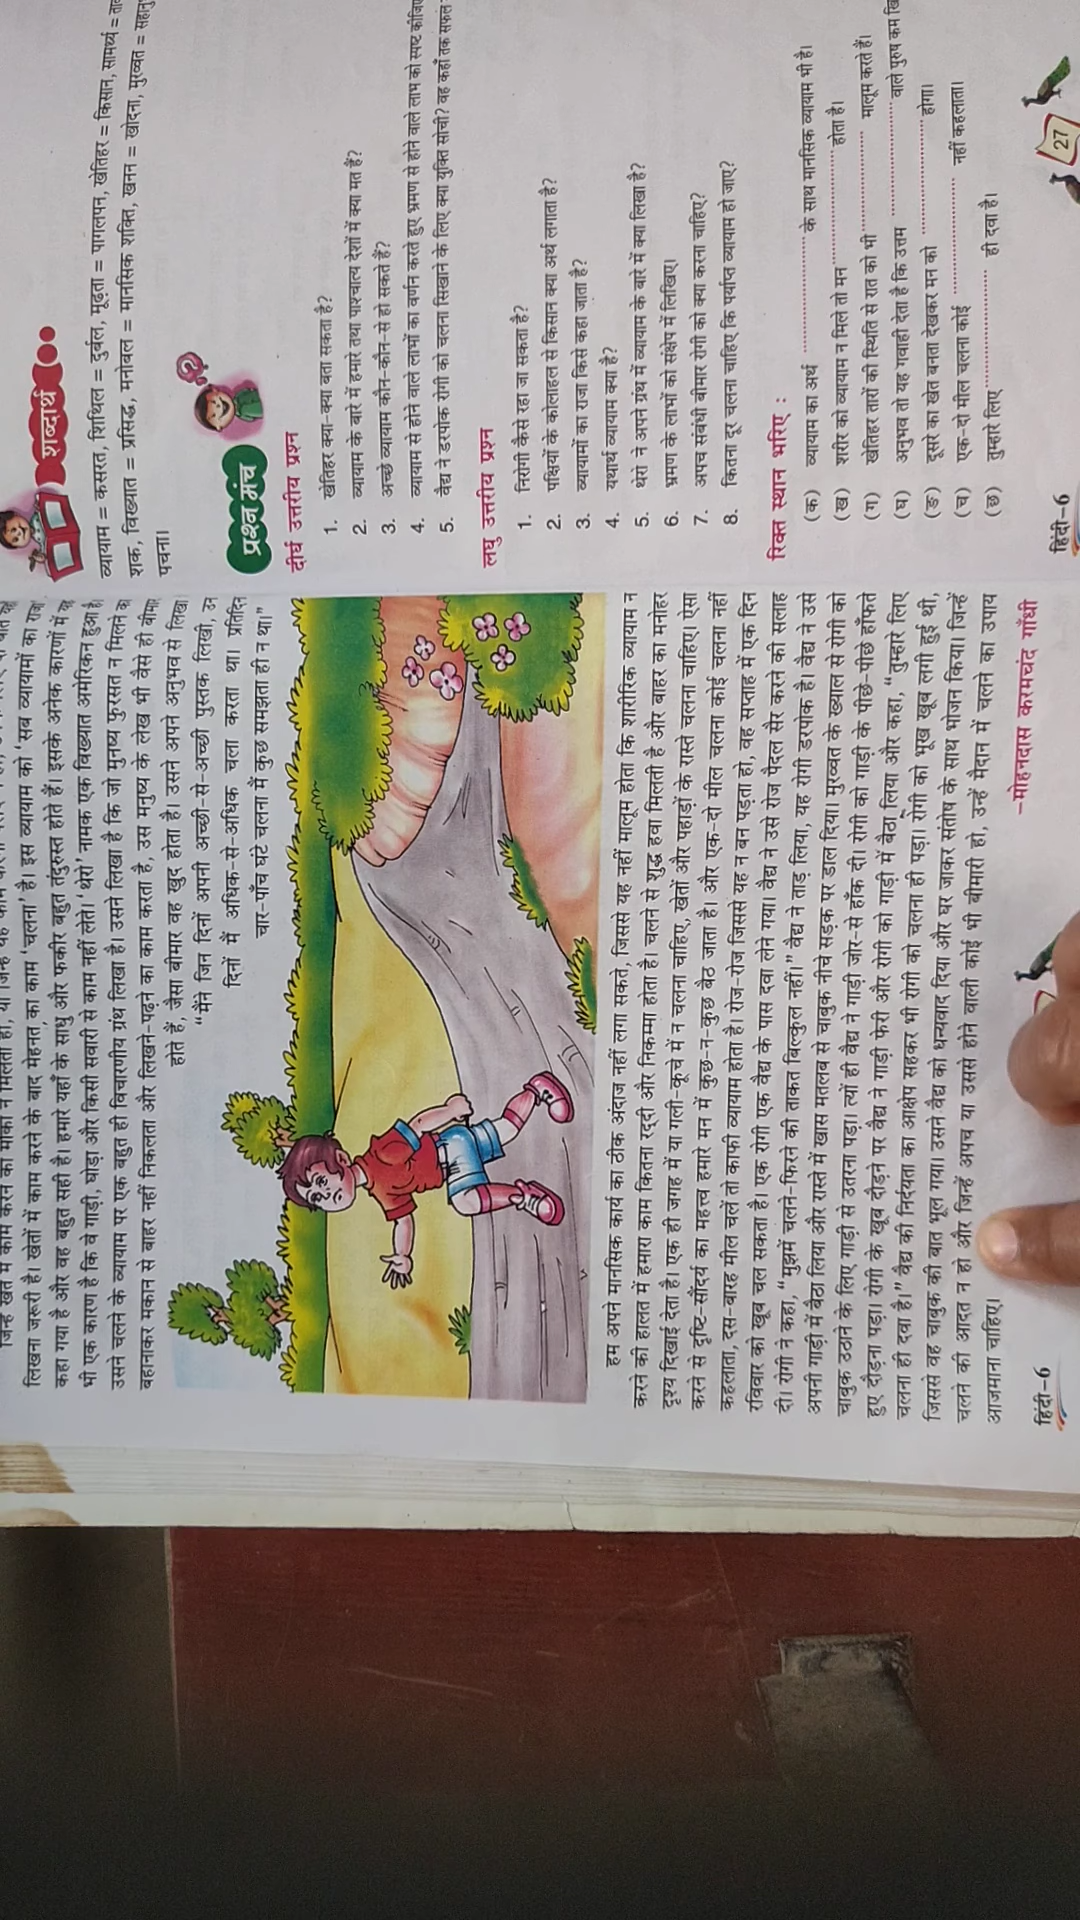 लिखना जरूरी है। खेतों में काम करने के बाद मेहनत का काम 'चलना' है। इस व्यायाम को 'सब व्यायामों का राजा
कहा गया है और वह बहुत सही है। हमारे यहाँ के साधु और फकीर बहुत तंदुरुस्त होते हैं। इसके अनेक कारणों में यह
भी एक कारण है कि वे गाड़ी, घोड़ा और किसी सवारी से काम नहीं लेते। 'थेरो' नामक एक विख्यात अमेरिकन हुआ है
उसने चलने के व्यायाम पर एक बहुत ही विचारणीय ग्रंथ लिखा है। उसने लिखा है कि जो मनुष्य फुरसत न मिलने का
बहानाकर मकान से बाहर नहीं निकलता और लिखने-पढ़ने का काम करता है, उस मनुष्य के लेख भी वैसे ही बीमार
होते हैं, जैसा बीमार वह खुद होता है। उसने अपने अनुभव से लिखा
"मैंने जिन दिनों अपनी अच्छी-से-अच्छी पुस्तक लिखी, उन
दिनों मैं अधिक-से-अधिक चला करता था। प्रतिदिन
चार-पाँच घंटे चलना मैं कुछ समझता ही न था।"
हम अपने मानसिक कार्य का ठीक अंदाज नहीं लगा सकते, जिससे यह नहीं मालूम होता कि शारीरिक व्यायाम न
करने की हालत में हमारा काम कितना रद्दी और निकम्मा होता है। चलने से शुद्ध हवा मिलती है और बाहर का मनोहर
दृश्य दिखाई देता है। एक ही जगह में या गली-कूचे में न चलना चाहिए, खेतों और पहाड़ों के रास्ते चलना चाहिए। ऐसा
करने से दृष्टि-सौंदर्य का महत्त्व हमारे मन में कुछ-न-कुछ बैठ जाता है। और एक-दो मील चलना कोई चलना नहीं
कहलाता, दस-बारह मील चलें तो काफी व्यायाम होता है। रोज-रोज जिससे यह न बन पड़ता हो, वह सप्ताह में एक दिन
रविवार को खूब चल सकता है। एक रोगी एक वैद्य के पास दवा लेने गया। वैद्य ने उसे रोज पैदल सैर करने की सलाह
दी। रोगी ने कहा, "मुझमें चलने-फिरने की ताकत बिल्कुल नहीं।" वैद्य ने ताड़ लिया, यह रोगी डरपोक है। वैद्य ने उसे
अपनी गाड़ी में बैठा लिया और रास्ते में खास मतलब से चाबुक नीचे सड़क पर डाल दिया। मुरव्वत के ख्याल से रोगी को
चाबुक उठाने के लिए गाड़ी से उतरना पड़ा। त्यों ही वैद्य ने गाड़ी जोर-से हाँक दी। रोगी को गाड़ी के पीछे-पीछे हाँफते
हुए दौड़ना पड़ा। रोगी के खूब दौड़ने पर वैद्य ने गाड़ी फेरी और रोगी को गाड़ी में बैठा लिया और कहा, "तुम्हारे लिए
चलना ही दवा है।" वैद्य की निर्दयता का आक्षेप सहकर भी रोगी को चलना ही पड़ा। रोगी को भूख खूब लगी हुई थी,
जिससे वह चाबुक की बात भूल गया। उसने वैद्य को धन्यवाद दिया और घर जाकर संतोष के साथ भोजन किया। जिन्हें
चलने की आदत न हो और जिन्हें अपच या उससे होने वाली कोई भी बीमारी हो, उन्हें मैदान में चलने का उपाय
आजमाना चाहिए।
–मोहनदास करमचंद गाँधी
हिंदी-6
शब्दार्थ
व्यायाम = कसरत, शिथिल = दुर्बल, मूढ़ता = पागलपन, खेतिहर = किसान, सामर्थ्य =
शक, विख्यात = प्रसिद्ध, मनोबल = मानसिक शक्ति, खनन = खोदना, मुरव्वत =
पचना।
प्रश्न मंच
दीर्घ उत्तरीय प्रश्न
1. खेतिहर क्या-क्या बता सकता है?
2. व्यायाम के बारे में हमारे तथा पाश्चात्य देशों में क्या मत हैं?
3. अच्छे व्यायाम कौन-कौन-से हो सकते हैं?
4. व्यायाम से होने वाले लाभों का वर्णन करते हुए भ्रमण से होने वाले लाभ को स्पष्ट कीजिए
5. वैद्य ने डरपोक रोगी को चलना सिखाने के लिए क्या युक्ति सोची? वह कहाँ तक सफल
लघु उत्तरीय प्रश्न
1. निरोगी कैसे रहा जा सकता है?
2. पक्षियों के कोलाहल से किसान क्या अर्थ लगाता है?
3. व्यायामों का राजा किसे कहा जाता है?
4. यथार्थ व्यायाम क्या है?
5. थेरो ने अपने ग्रंथ में व्यायाम के बारे में क्या लिखा है?
6. भ्रमण के लाभों को संक्षेप में लिखिए।
7. अपच संबंधी बीमार रोगी को क्या करना चाहिए?
8. कितना दूर चलना चाहिए कि पर्याप्त व्यायाम हो जाए?
रिक्त स्थान भरिए :
(क) व्यायाम का अर्थ .................... के साथ मानसिक व्यायाम भी है।
(ख) शरीर को व्यायाम न मिले तो मन .................... होता है।
(ग) खेतिहर तारों की स्थिति से रात को भी .................... मालूम करते हैं।
(घ) अनुभव तो यह गवाही देता है कि उत्तम .................... वाले पुरुष कम
(ङ) दूसरे का खेत बनता देखकर मन को .................... होगा।
(च) एक-दो मील चलना कोई .................... नहीं कहलाता।
(छ) तुम्हारे लिए .................... ही दवा है।
हिंदी-6
27